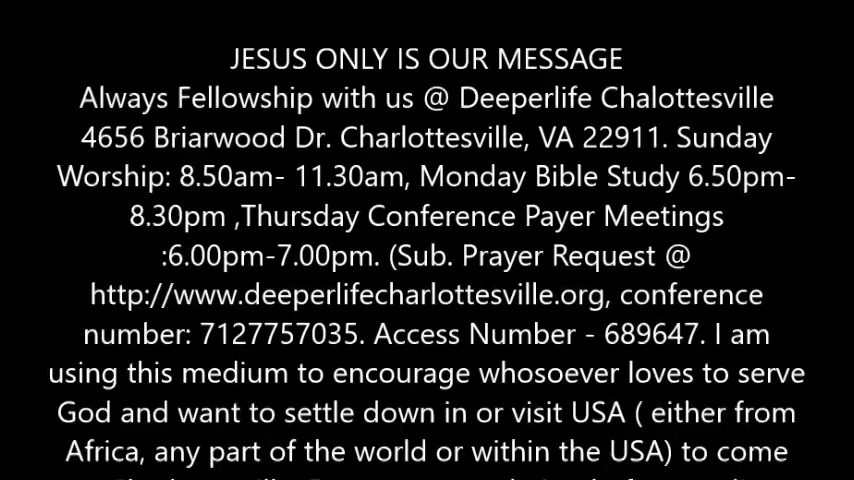 JESUS ONLY IS OUR MESSAGE
Always Fellowship with us @ Deeperlife Chalottesville
4656 Briarwood Dr. Charlottesville, VA 22911. Sunday
Worship: 8.50am- 11.30am, Monday Bible Study 6.50pm-
8.30pm ,Thursday Conference Payer Meetings
:6.00pm-7.00pm. (Sub. Prayer Request @
http://www.deeperlifecharlottesville.org, conference
number: 7127757035. Access Number - 689647. I am
using this medium to encourage whosoever loves to serve
God and want to settle down in or visit USA ( either from
Africa, any part of the world or within the USA) to come